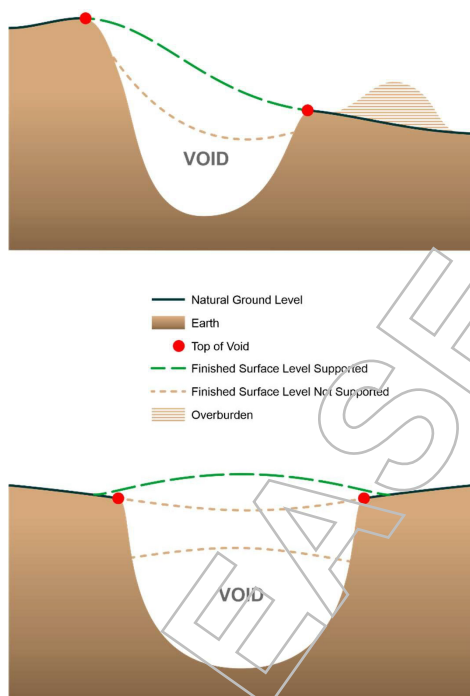 VOID
Natural Ground Level
Earth
Top of Void
Finished Surface Level Supported
Finished Surface Level Not Supported
Overburden
VOID
EASE